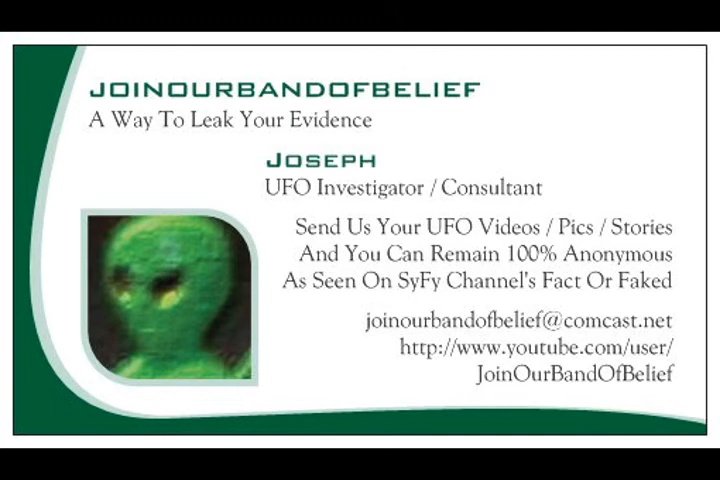 JOINOURBANDOFBELIEF
A Way To Leak Your Evidence
JOSEPH
UFO Investigator / Consultant
Send Us Your UFO Videos / Pics / Stories
And You Can Remain 100% Anonymous
As Seen On SyFy Channel's Fact Or Faked
joinourbandofbelief@comcast.net
http://www.youtube.com/user/
JoinOurBandOfBelief